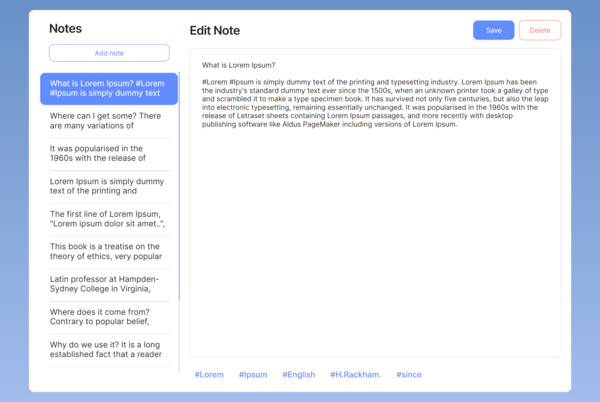 Notes
Add note
What is Lorem Ipsum? #Lorem
#Ipsum is simply dummy text
Where can I get some? There
are many variations of
It was popularised in the
1960s with the release of
Lorem Ipsum is simply dummy
text of the printing and
The first line of Lorem Ipsum,
"Lorem ipsum dolor sit amet..",
This book is a treatise on the
theory of ethics, very popular
Latin professor at Hampden-
Sydney College in Virginia,
Where does it come from?
Contrary to popular belief,
Why do we use it? It is a long
established fact that a reader
Edit Note
Save
Delete
What is Lorem Ipsum?
#Lorem #Ipsum is simply dummy text of the printing and typesetting industry. Lorem Ipsum has been
the industry's standard dummy text ever since the 1500s, when an unknown printer took a galley of type
and scrambled it to make a type specimen book. It has survived not only five centuries, but also the leap
into electronic typesetting, remaining essentially unchanged. It was popularised in the 1960s with the
release of Letraset sheets containing Lorem Ipsum passages, and more recently with desktop
publishing software like Aldus PageMaker including versions of Lorem Ipsum.
#Lorem #Ipsum #English #H.Rackham. #since